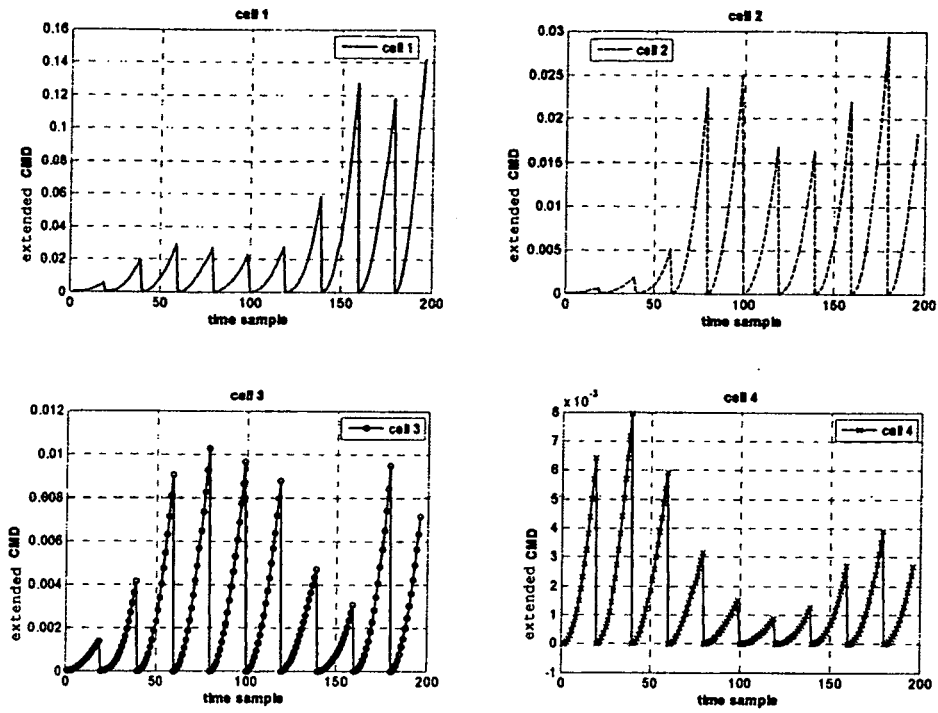 cell 1
0.16
0.14
0.12
0.1
0.08
0.06
0.04
0.02
0
0 50 100 150 200
extended CMD
time sample
cell 1
cell 2
0.03
0.025
0.02
0.015
0.01
0.005
0
0 50 100 150 200
extended CMD
time sample
cell 2
cell 3
0.012
0.01
0.008
0.006
0.004
0.002
0
0 50 100 150 200
extended CMD
time sample
cell 3
cell 4
x 10⁻³
8
7
6
5
4
3
2
1
0
-1
0 50 100 150 200
extended CMD
time sample
cell 4